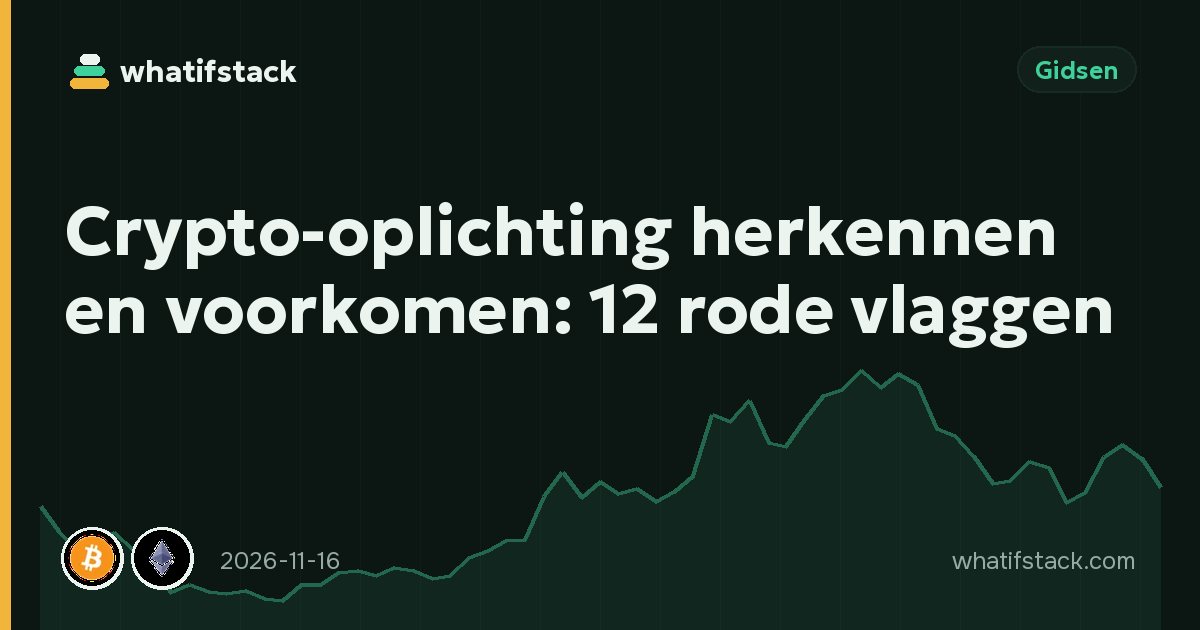 whatifstack
Gidsen
Crypto-oplichting herkennen
en voorkomen: 12 rode vlaggen
2026-11-16
whatifstack.com